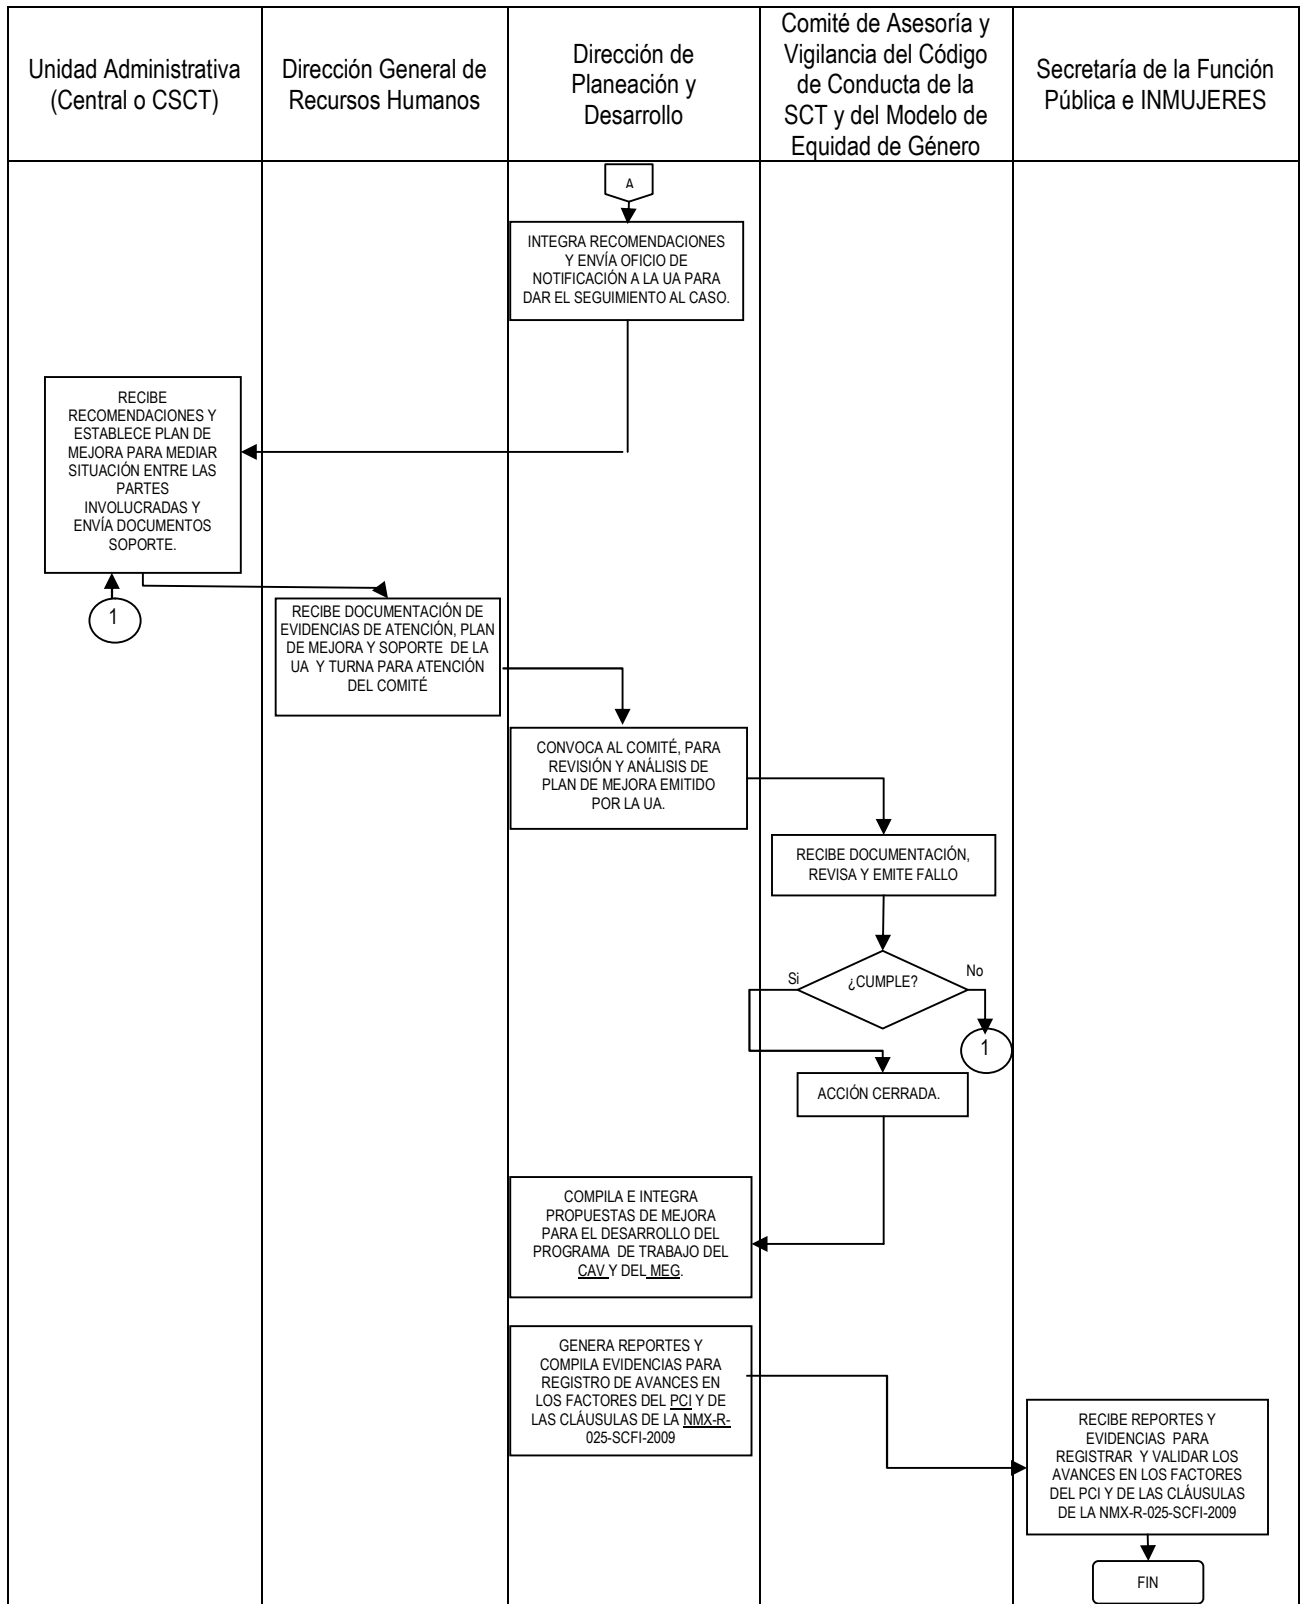 Unidad Administrativa
(Central o CSCT)
Dirección General de
Recursos Humanos
Dirección de
Planeación y
Desarrollo
Comité de Asesoría y
Vigilancia del Código
de Conducta de la
SCT y del Modelo de
Equidad de Género
Secretaría de la Función
Pública e INMUJERES
A
INTEGRA RECOMENDACIONES
Y ENVÍA OFICIO DE
NOTIFICACIÓN A LA UA PARA
DAR EL SEGUIMIENTO AL CASO.
RECIBE
RECOMENDACIONES Y
ESTABLECE PLAN DE
MEJORA PARA MEDIAR
SITUACIÓN ENTRE LAS
PARTES
INVOLUCRADAS Y
ENVÍA DOCUMENTOS
SOPORTE.
1
RECIBE DOCUMENTACIÓN DE
EVIDENCIAS DE ATENCIÓN, PLAN
DE MEJORA Y SOPORTE DE LA
UA Y TURNA PARA ATENCIÓN
DEL COMITÉ
CONVOCA AL COMITÉ, PARA
REVISIÓN Y ANÁLISIS DE
PLAN DE MEJORA EMITIDO
POR LA UA.
RECIBE DOCUMENTACIÓN,
REVISA Y EMITE FALLO
Si
¿CUMPLE?
No
1
ACCIÓN CERRADA.
COMPILA E INTEGRA
PROPUESTAS DE MEJORA
PARA EL DESARROLLO DEL
PROGRAMA DE TRABAJO DEL
CAV Y DEL MEG.
GENERA REPORTES Y
COMPILA EVIDENCIAS PARA
REGISTRO DE AVANCES EN
LOS FACTORES DEL PCI Y DE
LAS CLÁUSULAS DE LA NMX-R-
025-SCFI-2009
RECIBE REPORTES Y
EVIDENCIAS PARA
REGISTRAR Y VALIDAR LOS
AVANCES EN LOS FACTORES
DEL PCI Y DE LAS CLÁUSULAS
DE LA NMX-R-025-SCFI-2009
FIN